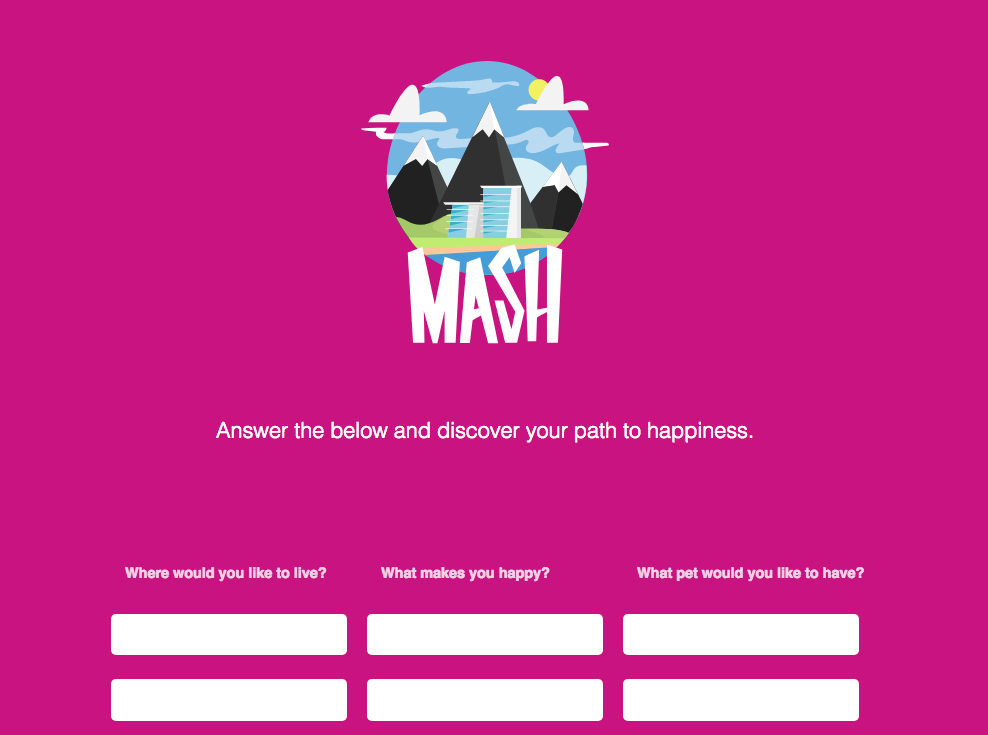 MASH
Answer the below and discover your path to happiness.
Where would you like to live?
What makes you happy?
What pet would you like to have?